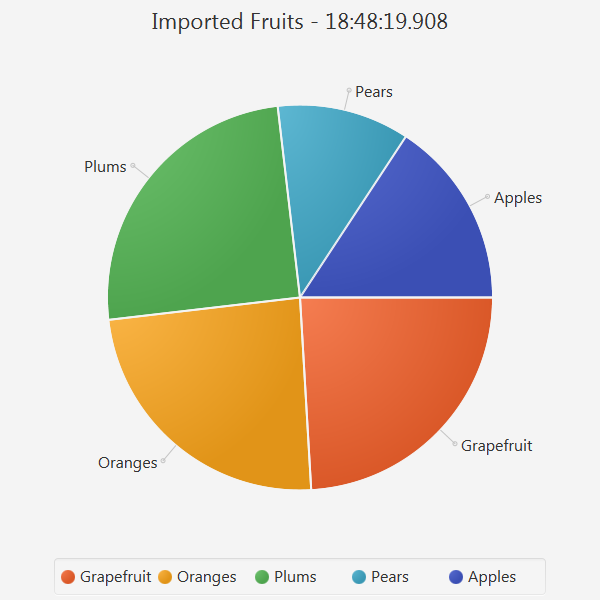 Imported Fruits - 18:48:19.908
Pears
Plums
Apples
Grapefruit
Oranges
Grapefruit Oranges Plums Pears Apples